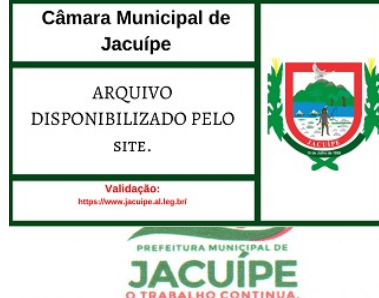 Câmara Municipal de
Jacuípe
ARQUIVO
DISPONIBILIZADO PELO
SITE.
Validação:
https://www.jacuipe.al.leg.br/
JACUÍPE
PREFEITURA MUNICIPAL DE
JACUÍPE
O TRABALHO CONTINUA.